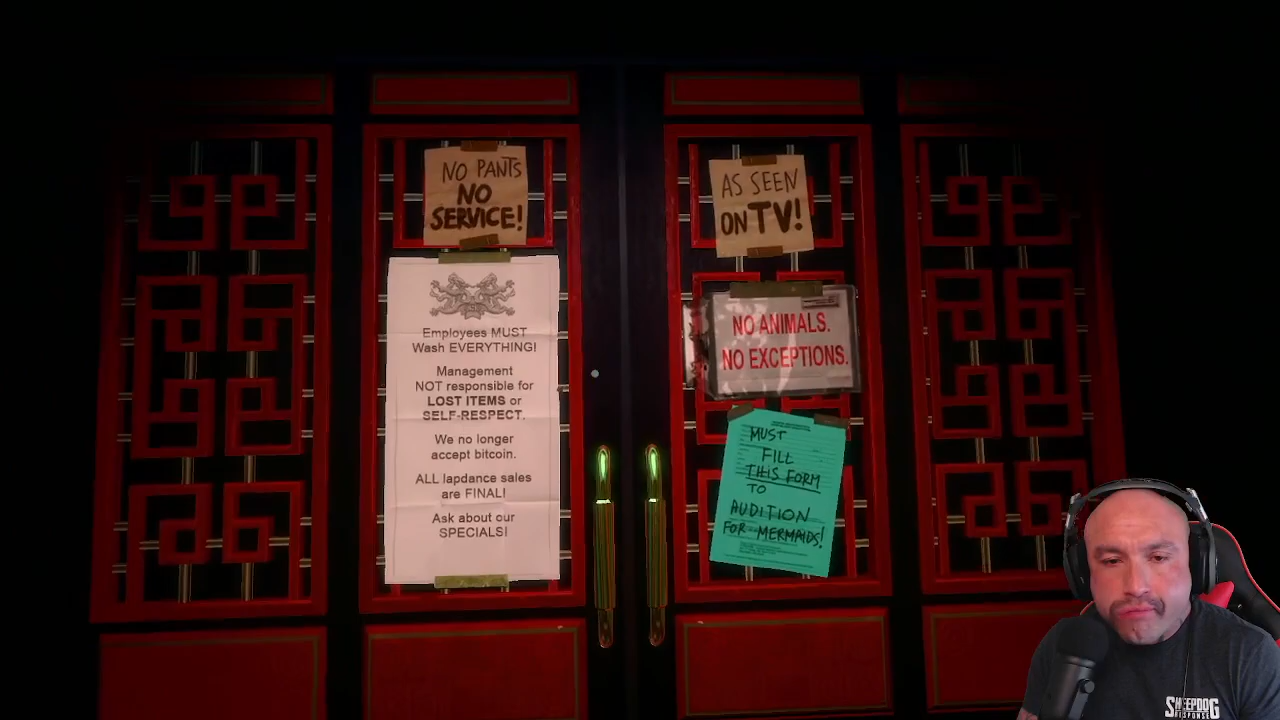 NO PANTS
NO
SERVICE!
Employees MUST
Wash EVERYTHING!
Management
NOT responsible for
LOST ITEMS or
SELF-RESPECT.
We no longer
accept bitcoin.
ALL lapdance sales
are FINAL!
Ask about our
SPECIALS!
AS SEEN
ON TV!
NO ANIMALS.
NO EXCEPTIONS.
MUST
FILL
THIS FORM
TO
AUDITION
FOR MERMAIDS!
SHEEPDOG
RESPONSE